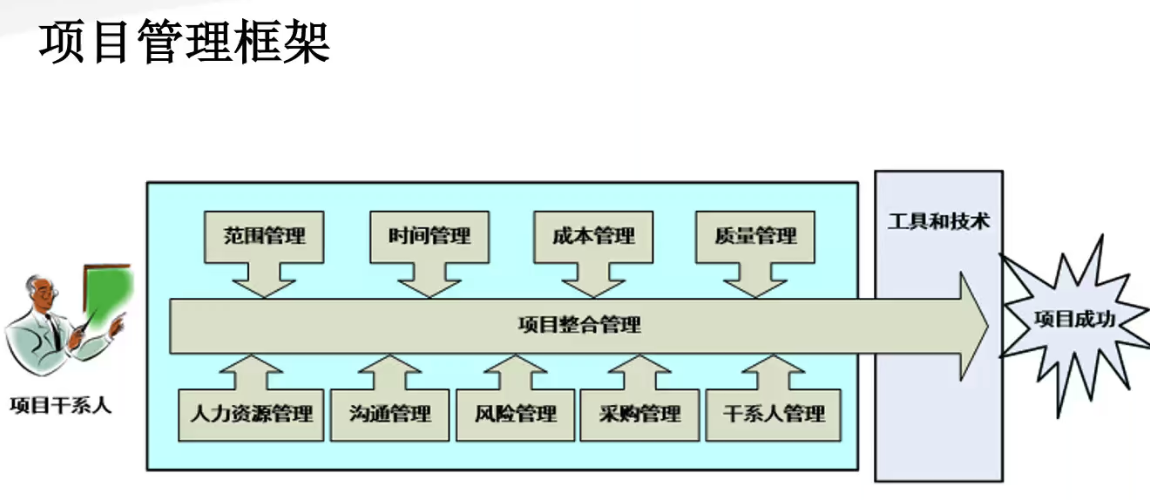 项目管理框架
范围管理
时间管理
成本管理
质量管理
工具和技术
项目整合管理
项目成功
项目干系人
人力资源管理
沟通管理
风险管理
采购管理
干系人管理